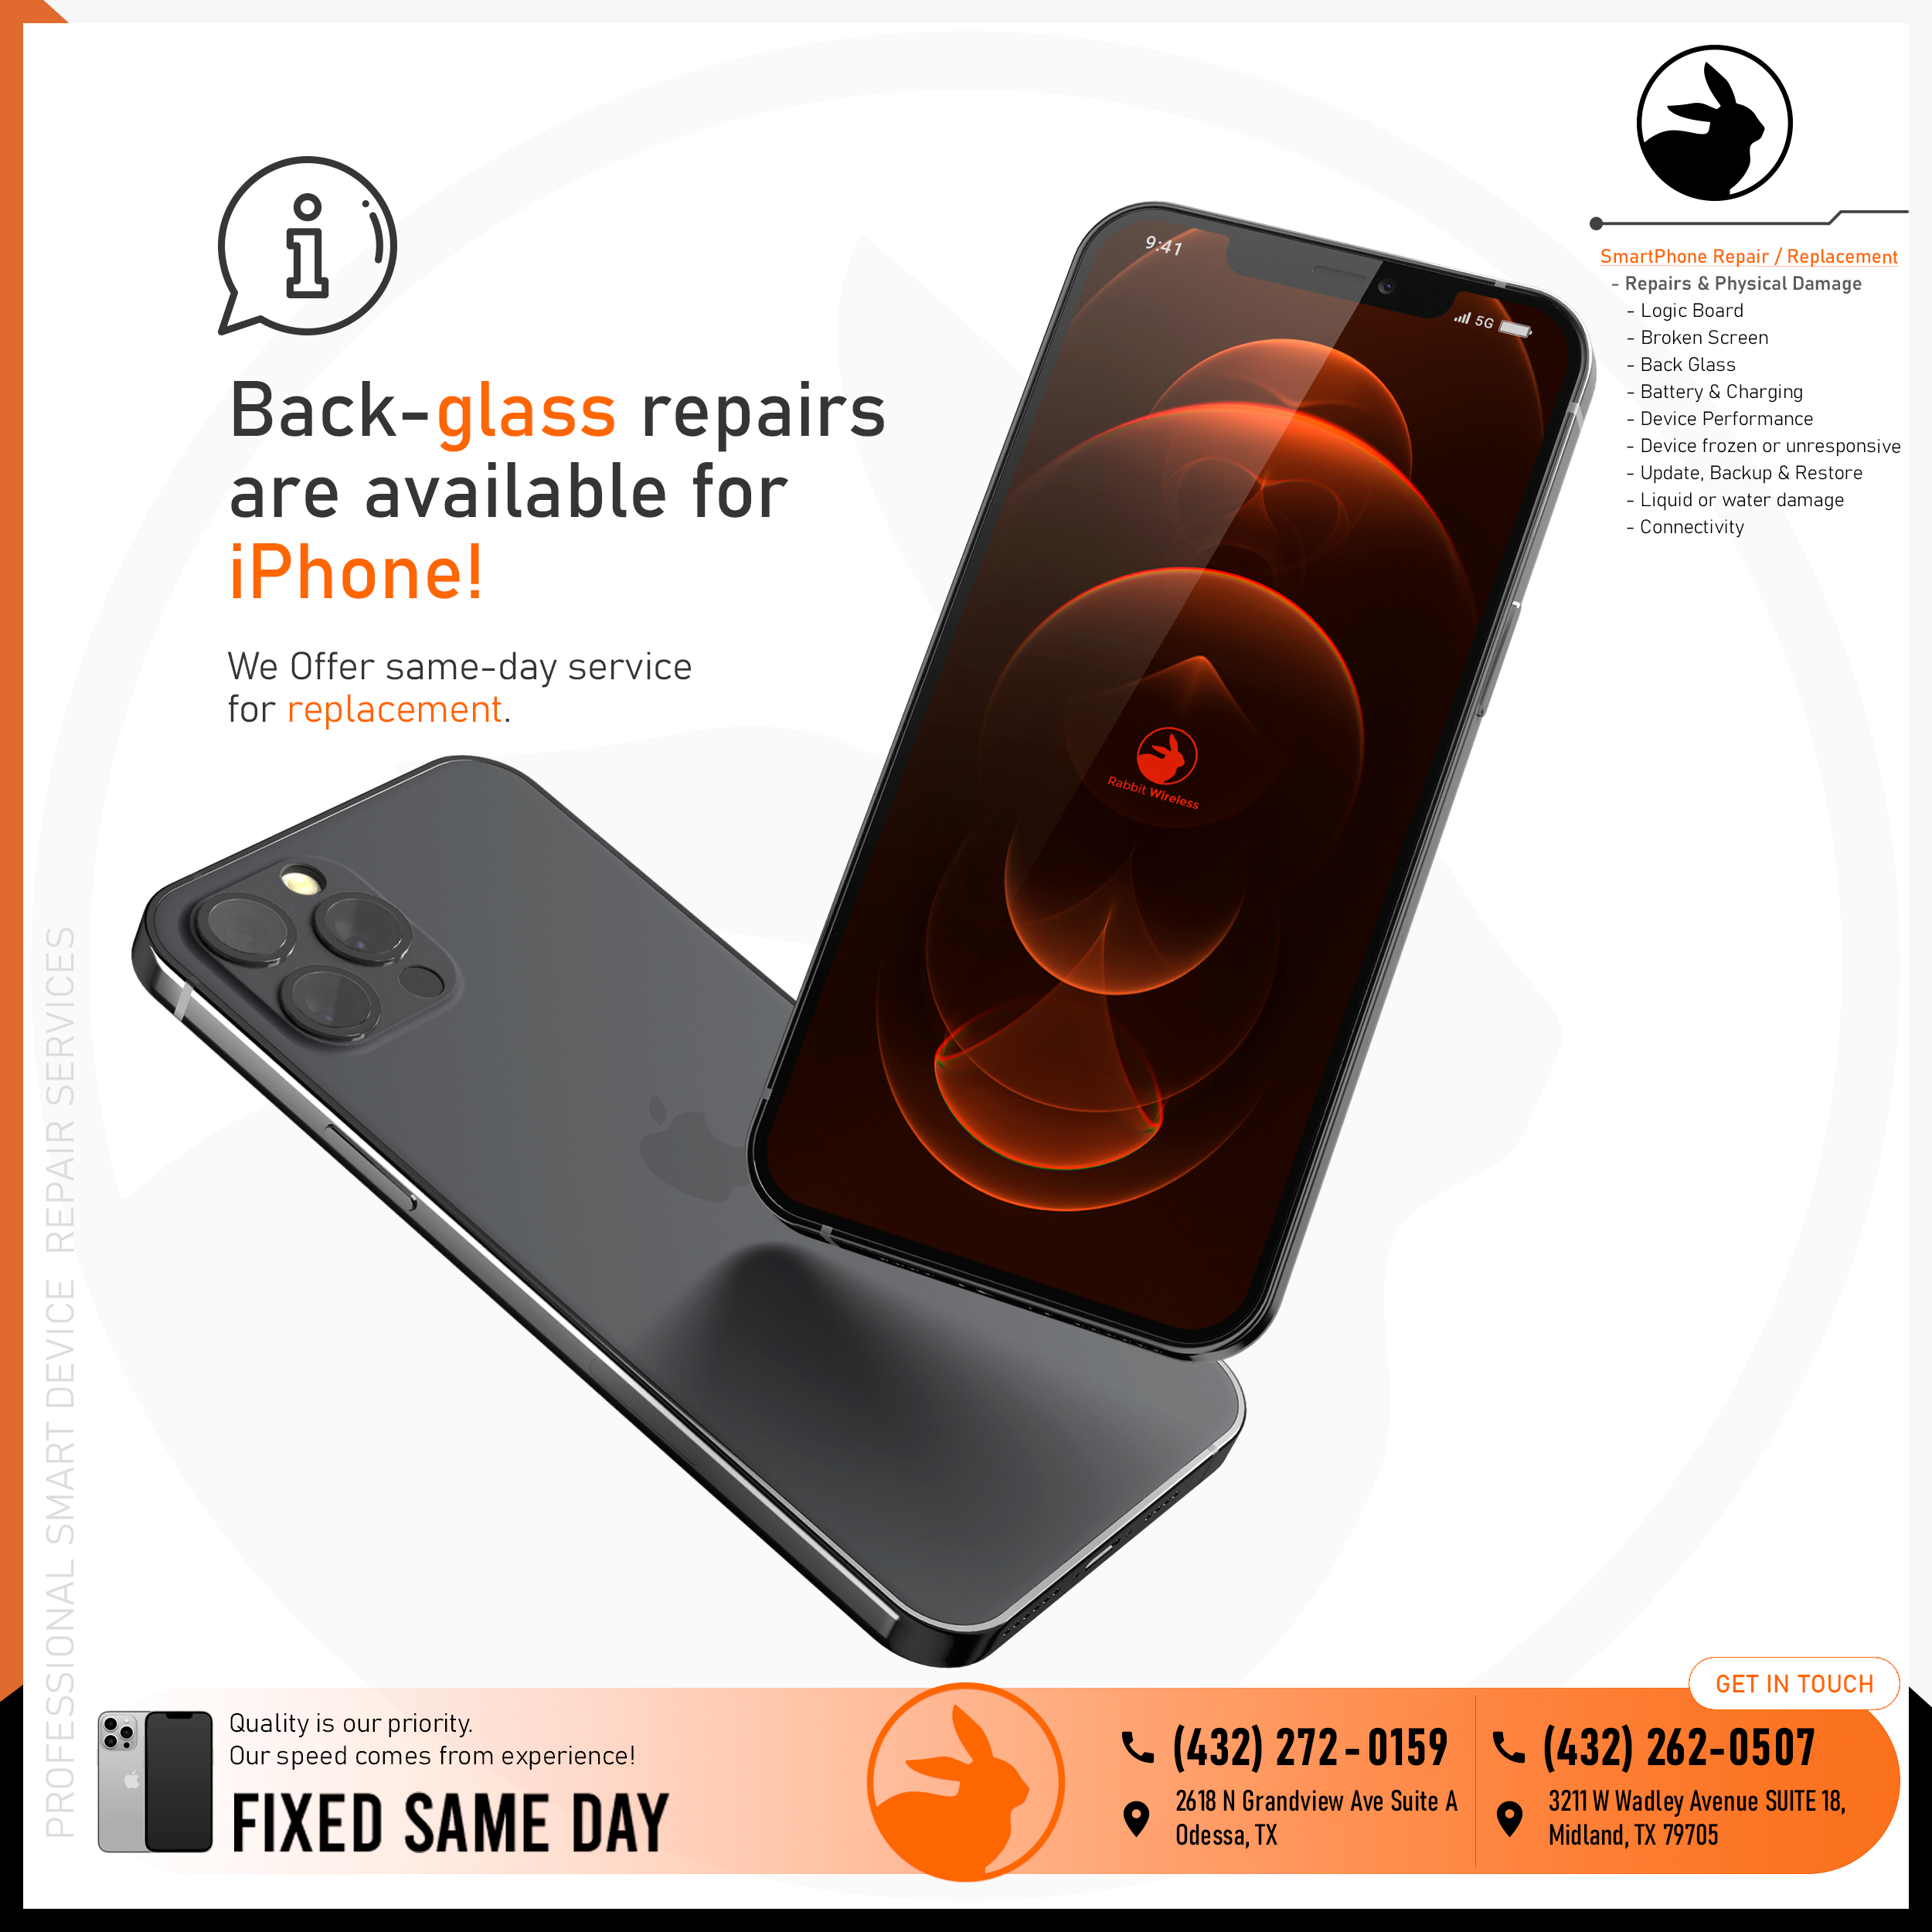 Back-glass repairs
are available for
iPhone!
We Offer same-day service
for replacement.
SmartPhone Repair / Replacement
- Repairs & Physical Damage
- Logic Board
- Broken Screen
- Back Glass
- Battery & Charging
- Device Performance
- Device frozen or unresponsive
- Update, Backup & Restore
- Liquid or water damage
- Connectivity
9:41
5G
Rabbit Wireless
PROFESSIONAL SMART DEVICE REPAIR SERVICES
Quality is our priority.
Our speed comes from experience!
FIXED SAME DAY
GET IN TOUCH
(432) 272-0159
2618 N Grandview Ave Suite A
Odessa, TX
(432) 262-0507
3211 W Wadley Avenue SUITE 18,
Midland, TX 79705